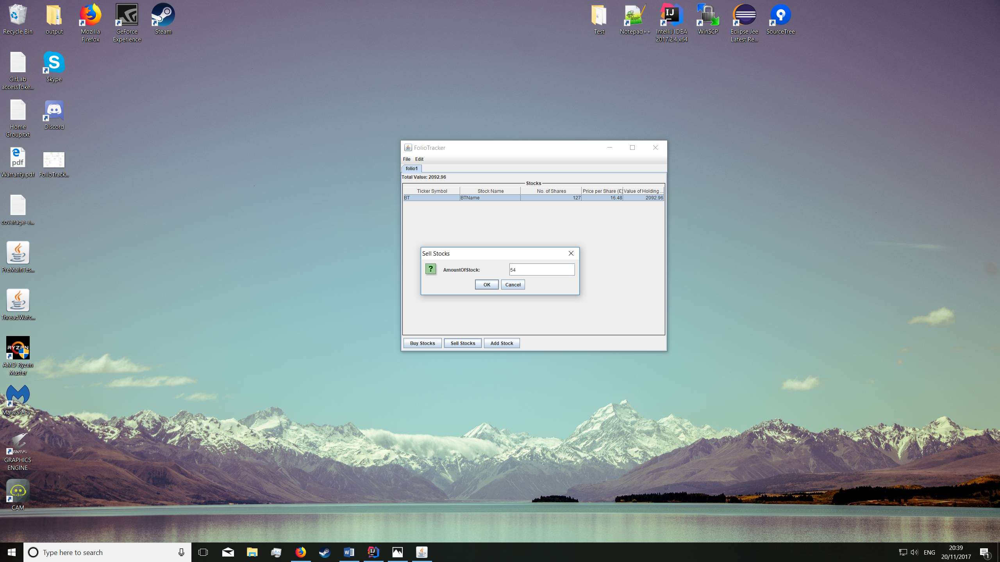 Recycle Bin
output
Mozilla
Firefox
GeForce
Experience
Steam
Test
Notepad++
IntelliJ IDEA
2017.2.4 x64
WinSCP
Eclipse Jee
Latest Re...
SourceTree
GitLab
accessToke...
Skype
Home
Group.txt
Discord
pdf
Warranty.pdf
FolioTrack...
coverage-e...
PreMainTes...
ThreadWatc...
RYZEN
AMD Ryzen
Master
Malwareby...
GRAPHICS
ENGINE
CAM
FolioTracker
File Edit
folio1
Total Value: 2092.96
Stocks
Ticker Symbol Stock Name No. of Shares Price per Share (£) Value of Holding ...
BT BTName 127 16.48 2092.96
Sell Stocks
? AmountOfStock: 54
OK Cancel
Buy Stocks Sell Stocks Add Stock
Type here to search
ENG
20:39
20/11/2017
1